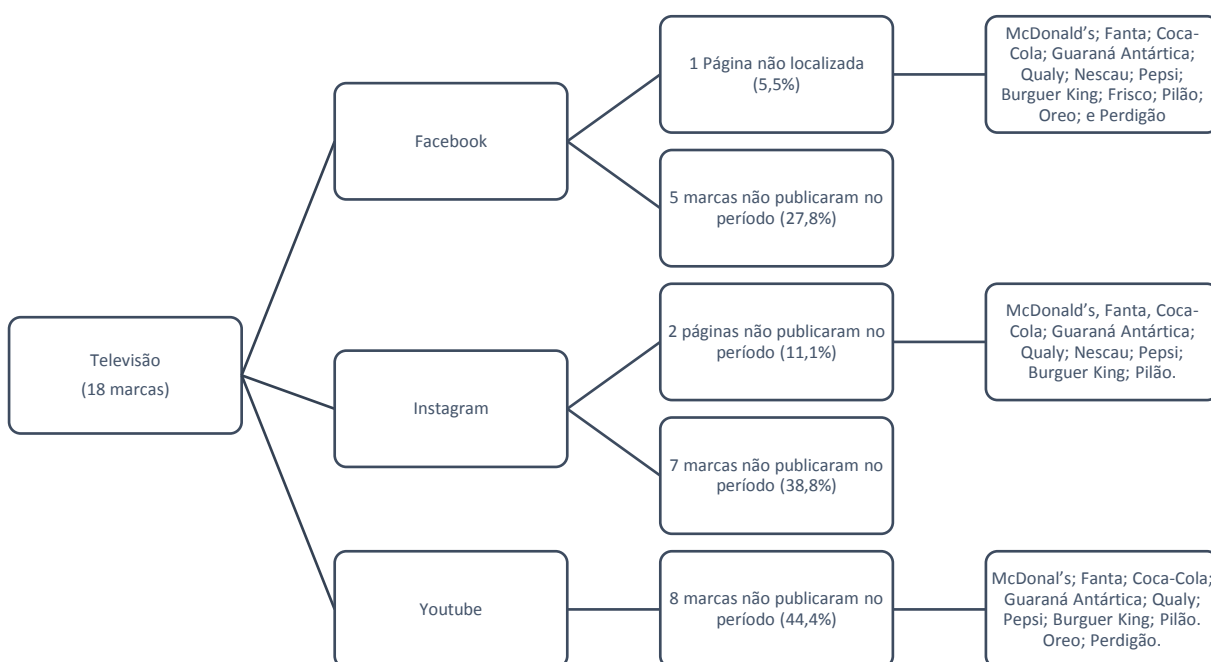 Televisão
(18 marcas)
Facebook
1 Página não localizada
(5,5%)
McDonald’s; Fanta; Coca-
Cola; Guaraná Antártica;
Qualy; Nescau; Pepsi;
Burguer King; Frisco; Pilão;
Oreo; e Perdigão
5 marcas não publicaram no
período (27,8%)
Instagram
2 páginas não publicaram no
período (11,1%)
McDonald’s, Fanta, Coca-
Cola; Guaraná Antártica;
Qualy; Nescau; Pepsi;
Burguer King; Pilão.
7 marcas não publicaram no
período (38,8%)
Youtube
8 marcas não publicaram no
período (44,4%)
McDonal’s; Fanta; Coca-Cola;
Guaraná Antártica; Qualy;
Pepsi; Burguer King; Pilão.
Oreo; Perdigão.